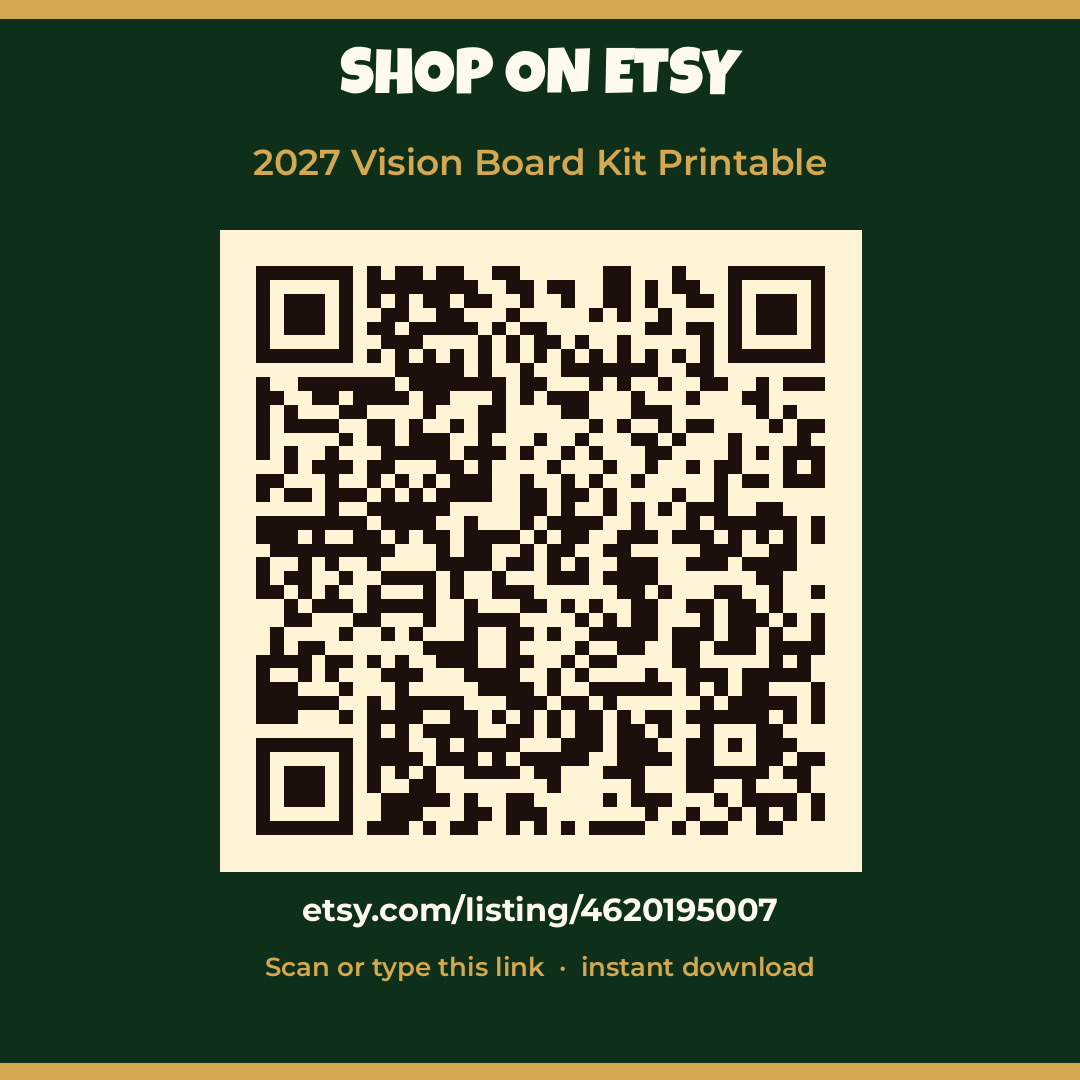 SHOP ON ETSY
2027 Vision Board Kit Printable
etsy.com/listing/4620195007
Scan or type this link · instant download